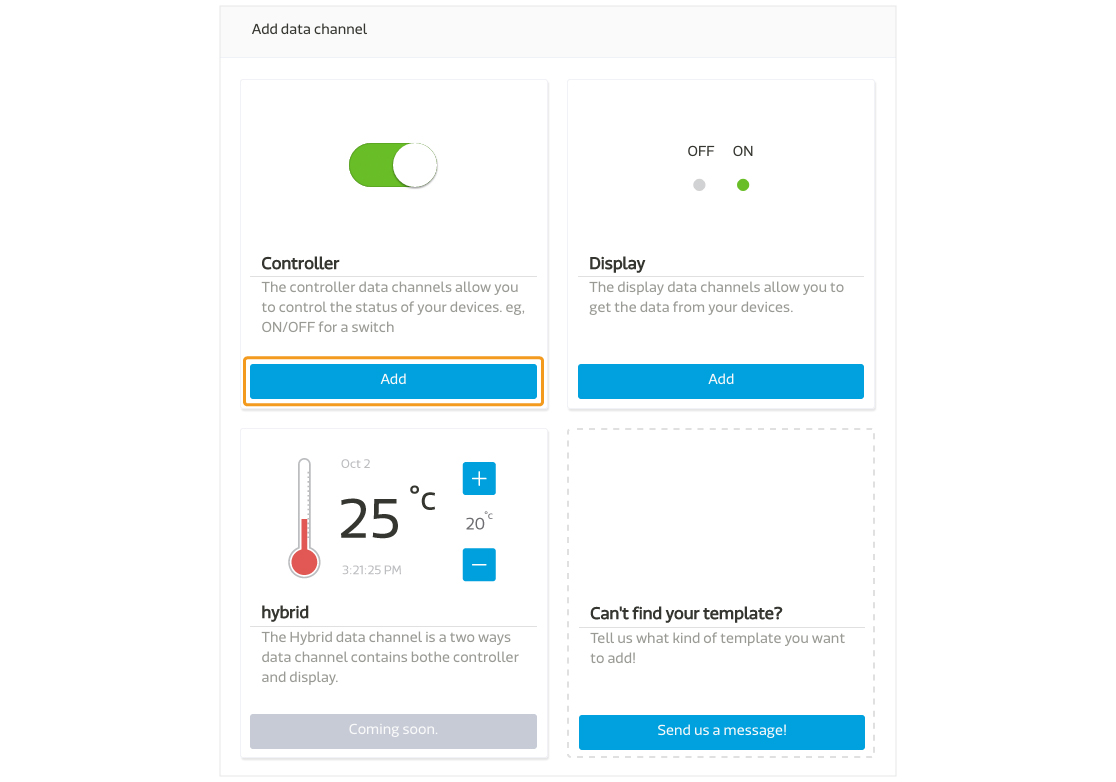 Add data channel
OFF ON
Controller
The controller data channels allow you
to control the status of your devices. eg,
ON/OFF for a switch
Add
Display
The display data channels allow you to
get the data from your devices.
Add
Oct 2
25 °c
3:21:25 PM
+
20°c
−
hybrid
The Hybrid data channel is a two ways
data channel contains bothe controller
and display.
Coming soon.
Can't find your template?
Tell us what kind of template you want
to add!
Send us a message!